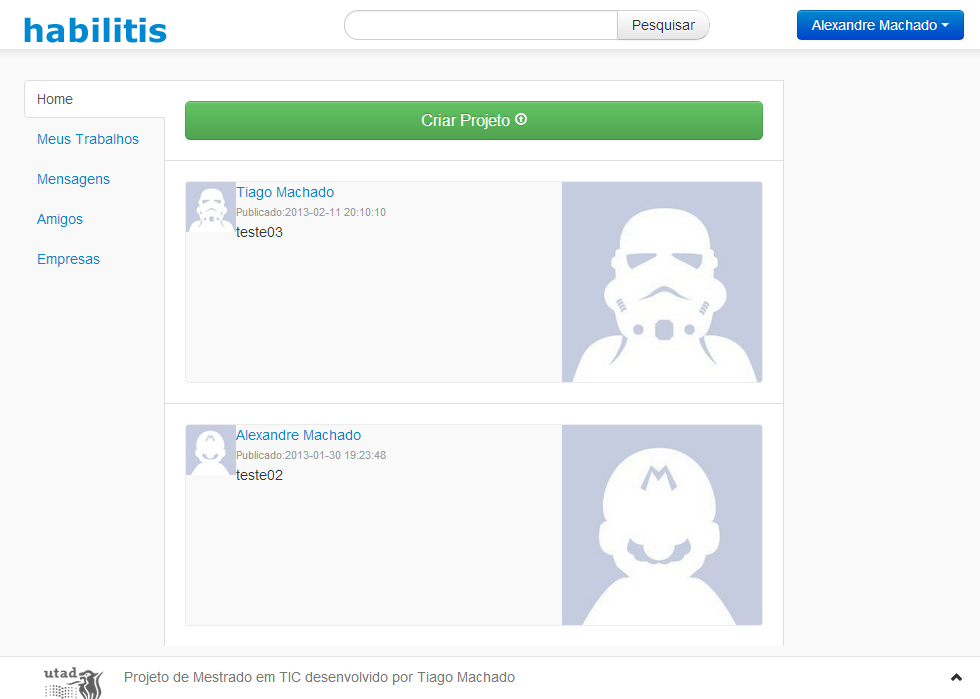 habilitis
Pesquisar
Alexandre Machado
Home
Meus Trabalhos
Mensagens
Amigos
Empresas
Criar Projeto
Tiago Machado
Publicado:2013-02-11 20:10:10
teste03
Alexandre Machado
Publicado:2013-01-30 19:23:48
teste02
utad
Projeto de Mestrado em TIC desenvolvido por Tiago Machado